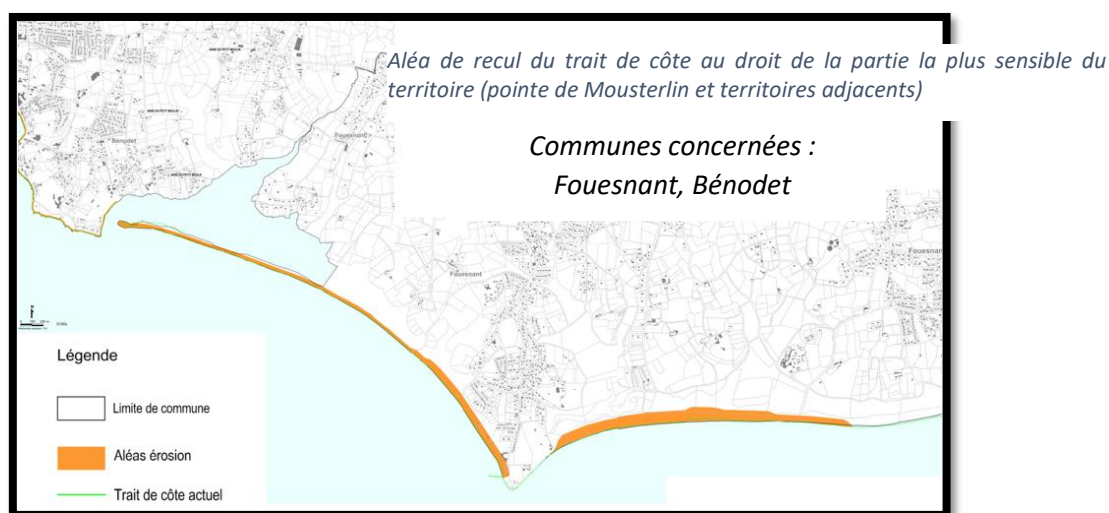 Aléa de recul du trait de côte au droit de la partie la plus sensible du
territoire (pointe de Mousterlin et territoires adjacents)
Communes concernées :
Fouesnant, Bénodet
Bénodet
Fouesnant
Fouesnant
Fouesnant
Légende
Limite de commune
Aléas érosion
Trait de côte actuel